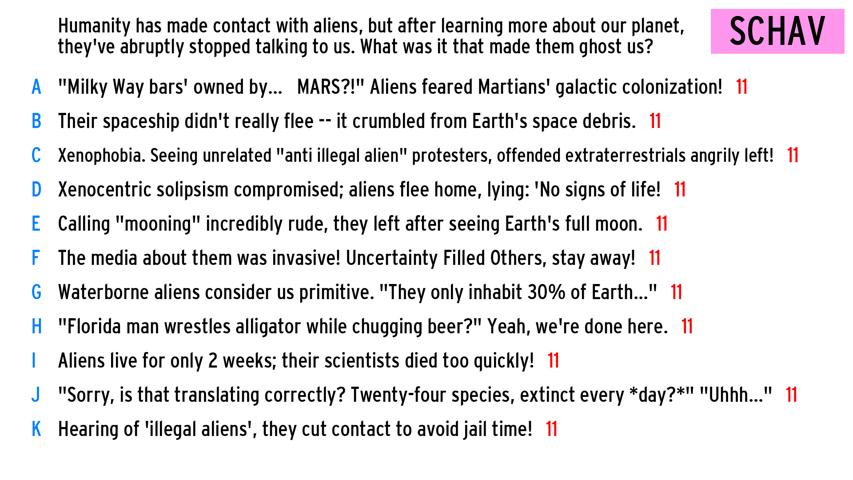 Humanity has made contact with aliens, but after learning more about our planet,
they've abruptly stopped talking to us. What was it that made them ghost us?
SCHAV
A "Milky Way bars' owned by... MARS?!" Aliens feared Martians' galactic colonization! 11
B Their spaceship didn't really flee -- it crumbled from Earth's space debris. 11
C Xenophobia. Seeing unrelated "anti illegal alien" protesters, offended extraterrestrials angrily left! 11
D Xenocentric solipsism compromised; aliens flee home, lying: 'No signs of life! 11
E Calling "mooning" incredibly rude, they left after seeing Earth's full moon. 11
F The media about them was invasive! Uncertainty Filled Others, stay away! 11
G Waterborne aliens consider us primitive. "They only inhabit 30% of Earth..." 11
H "Florida man wrestles alligator while chugging beer?" Yeah, we're done here. 11
I Aliens live for only 2 weeks; their scientists died too quickly! 11
J "Sorry, is that translating correctly? Twenty-four species, extinct every *day?*" "Uhhh..." 11
K Hearing of 'illegal aliens', they cut contact to avoid jail time! 11